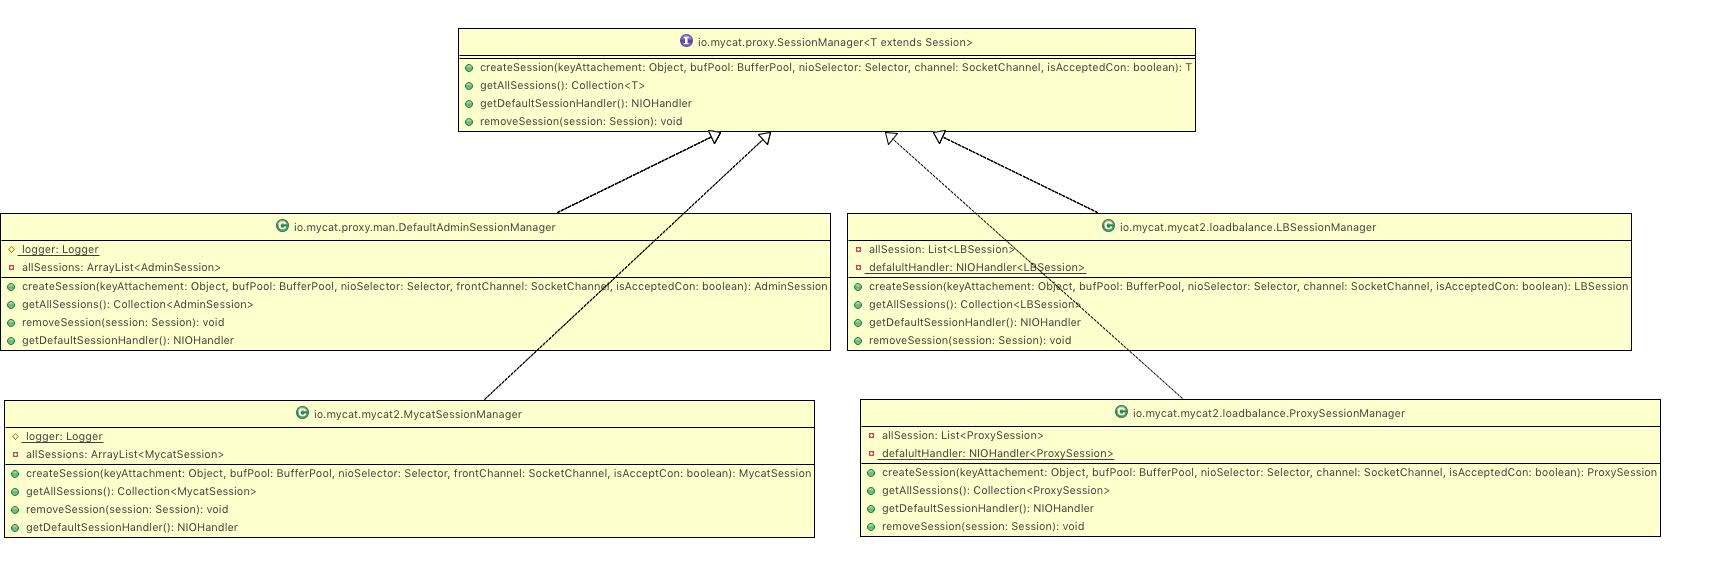 I io.mycat.proxy.SessionManager<T extends Session>
createSession(keyAttachement: Object, bufPool: BufferPool, nioSelector: Selector, channel: SocketChannel, isAcceptedCon: boolean): T
getAllSessions(): Collection<T>
getDefaultSessionHandler(): NIOHandler
removeSession(session: Session): void
C io.mycat.proxy.man.DefaultAdminSessionManager
logger: Logger
allSessions: ArrayList<AdminSession>
createSession(keyAttachement: Object, bufPool: BufferPool, nioSelector: Selector, frontChannel: SocketChannel, isAcceptedCon: boolean): AdminSession
getAllSessions(): Collection<AdminSession>
removeSession(session: Session): void
getDefaultSessionHandler(): NIOHandler
C io.mycat.mycat2.loadbalance.LBSessionManager
allSession: List<LBSession>
defalultHandler: NIOHandler<LBSession>
createSession(keyAttachement: Object, bufPool: BufferPool, nioSelector: Selector, channel: SocketChannel, isAcceptedCon: boolean): LBSession
getAllSessions(): Collection<LBSession>
getDefaultSessionHandler(): NIOHandler
removeSession(session: Session): void
C io.mycat.mycat2.MycatSessionManager
logger: Logger
allSessions: ArrayList<MycatSession>
createSession(keyAttachment: Object, bufPool: BufferPool, nioSelector: Selector, frontChannel: SocketChannel, isAcceptCon: boolean): MycatSession
getAllSessions(): Collection<MycatSession>
removeSession(session: Session): void
getDefaultSessionHandler(): NIOHandler
C io.mycat.mycat2.loadbalance.ProxySessionManager
allSession: List<ProxySession>
defalultHandler: NIOHandler<ProxySession>
createSession(keyAttachement: Object, bufPool: BufferPool, nioSelector: Selector, channel: SocketChannel, isAcceptedCon: boolean): ProxySession
getAllSessions(): Collection<ProxySession>
getDefaultSessionHandler(): NIOHandler
removeSession(session: Session): void